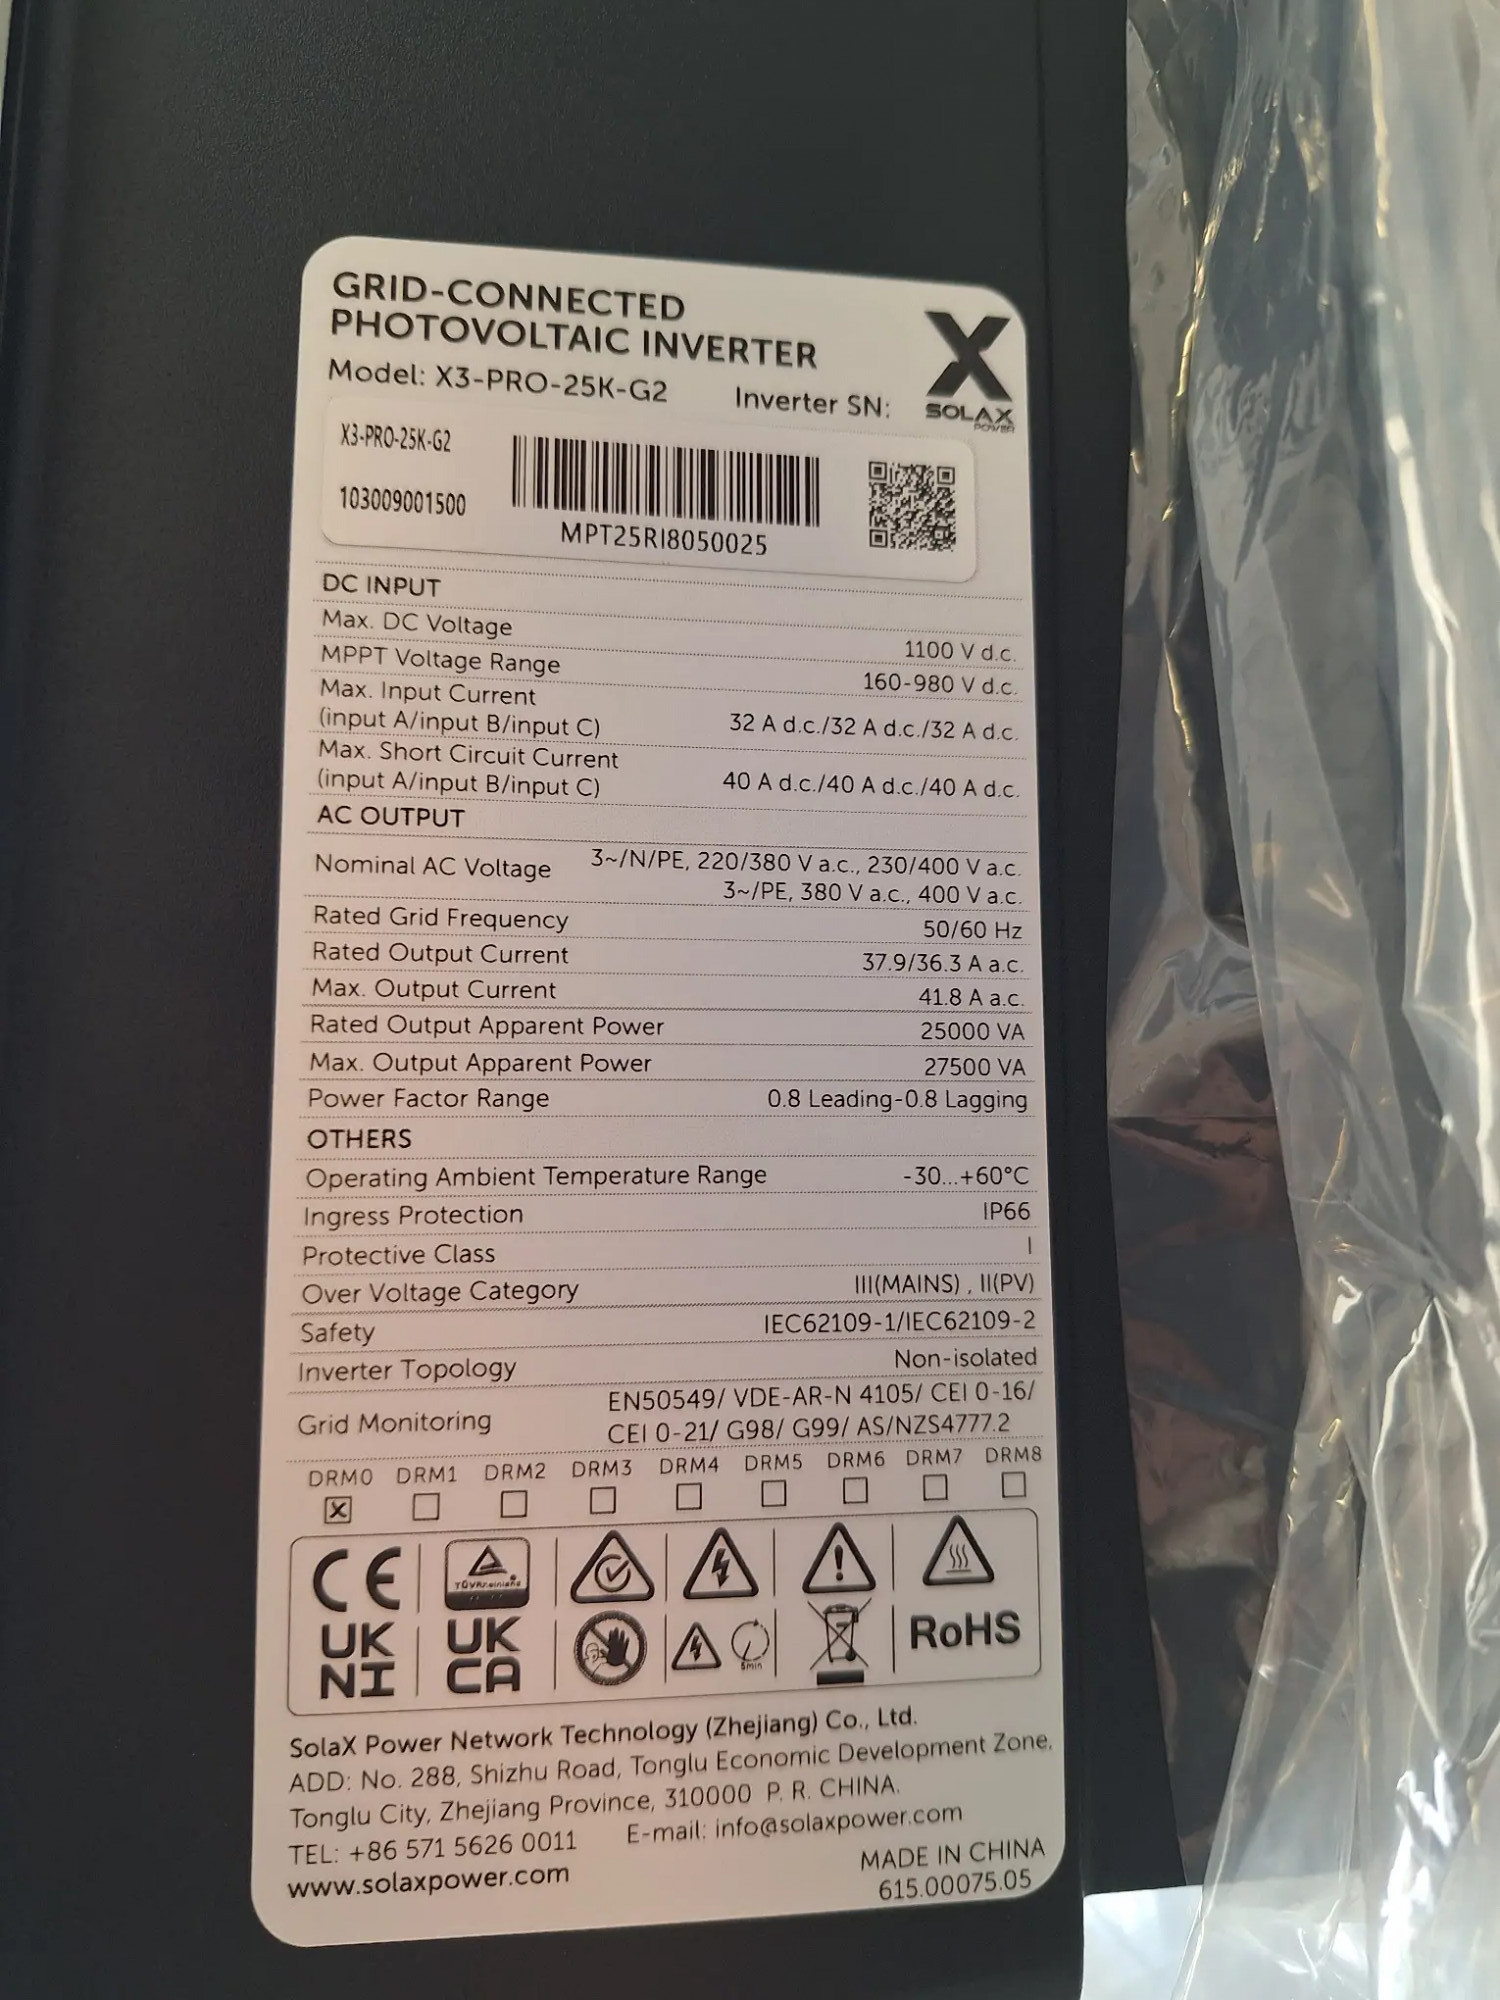 GRID-CONNECTED
PHOTOVOLTAIC INVERTER
Model: X3-PRO-25K-G2 Inverter SN:
SOLAX
POWER
X3-PRO-25K-G2
103009001500
MPT25RI8050025
DC INPUT
Max. DC Voltage 1100 V d.c.
MPPT Voltage Range 160-980 V d.c.
Max. Input Current
(input A/input B/input C) 32 A d.c./32 A d.c./32 A d.c.
Max. Short Circuit Current
(input A/input B/input C) 40 A d.c./40 A d.c./40 A d.c.
AC OUTPUT
Nominal AC Voltage 3~/N/PE, 220/380 V a.c., 230/400 V a.c.
3~/PE, 380 V a.c., 400 V a.c.
Rated Grid Frequency 50/60 Hz
Rated Output Current 37.9/36.3 A a.c.
Max. Output Current 41.8 A a.c.
Rated Output Apparent Power 25000 VA
Max. Output Apparent Power 27500 VA
Power Factor Range 0.8 Leading-0.8 Lagging
OTHERS
Operating Ambient Temperature Range -30...+60°C
Ingress Protection IP66
Protective Class I
Over Voltage Category III(MAINS) , II(PV)
Safety IEC62109-1/IEC62109-2
Inverter Topology Non-isolated
Grid Monitoring EN50549/ VDE-AR-N 4105/ CEI 0-16/
CEI 0-21/ G98/ G99/ AS/NZS4777.2
DRM0 DRM1 DRM2 DRM3 DRM4 DRM5 DRM6 DRM7 DRM8
CE TÜVRheinland
UK UK 5min RoHS
NI CA
SolaX Power Network Technology (Zhejiang) Co., Ltd.
ADD: No. 288, Shizhu Road, Tonglu Economic Development Zone,
Tonglu City, Zhejiang Province, 310000 P. R. CHINA.
TEL: +86 571 5626 0011 E-mail: info@solaxpower.com
www.solaxpower.com MADE IN CHINA
615.00075.05